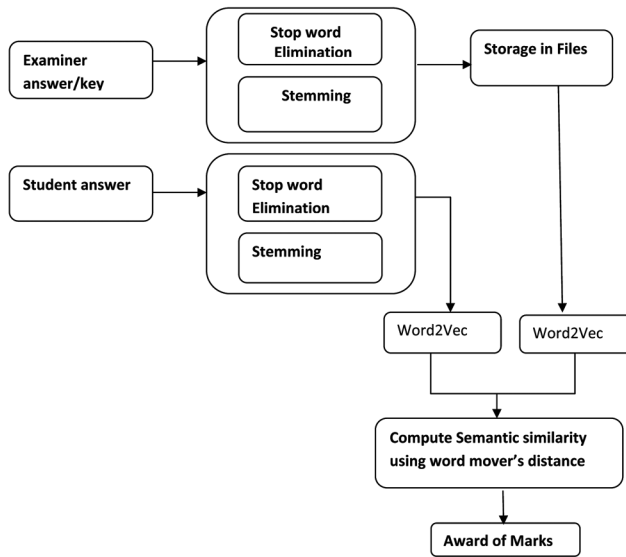 Examiner
answer/key
Stop word
Elimination
Stemming
Storage in Files
Student answer
Stop word
Elimination
Stemming
Word2Vec
Word2Vec
Compute Semantic similarity
using word mover's distance
Award of Marks